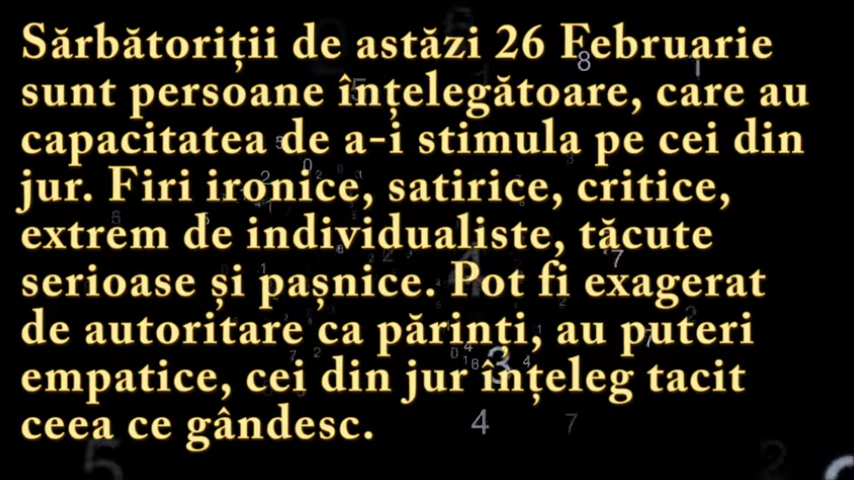 Sărbătoriții de astăzi 26 Februarie
sunt persoane înțelegătoare, care au
capacitatea de a-i stimula pe cei din
jur. Firi ironice, satirice, critice,
extrem de individualiste, tăcute
serioase și pașnice. Pot fi exagerat
de autoritare ca părinți, au puteri
empatice, cei din jur înțeleg tacit
ceea ce gândesc.